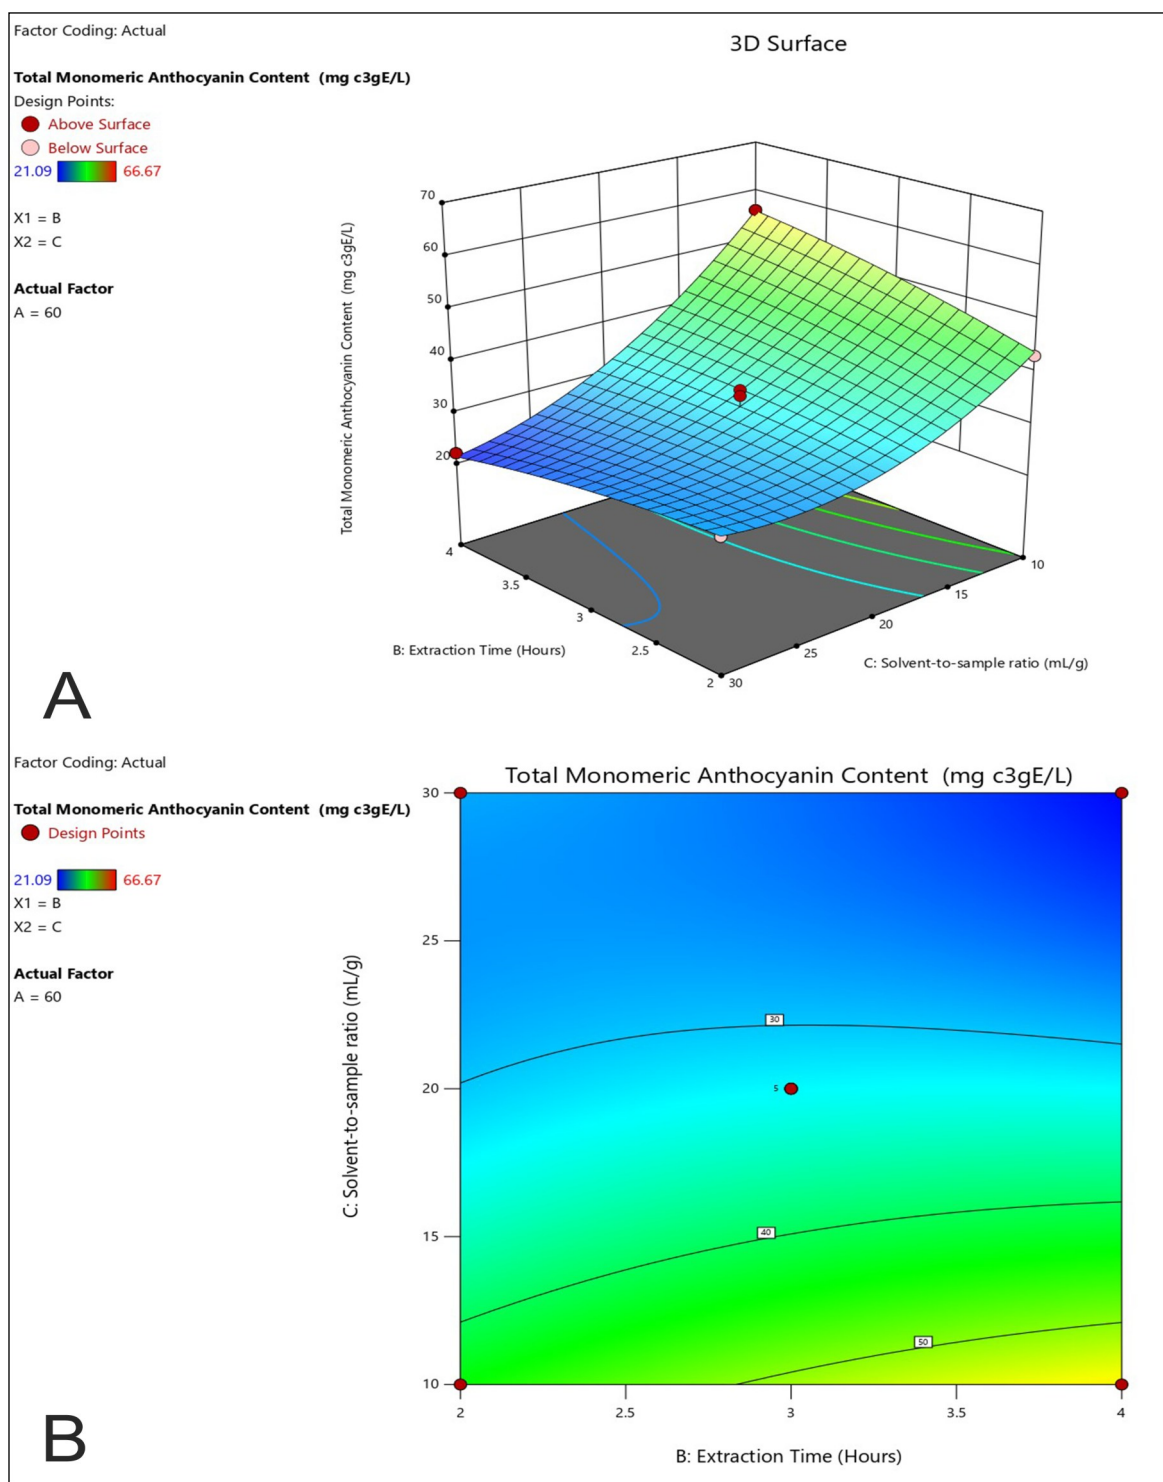 Factor Coding: Actual
3D Surface
Total Monomeric Anthocyanin Content (mg c3gE/L)
Design Points:
Above Surface
Below Surface
21.09 66.67
X1 = B
X2 = C
Actual Factor
A = 60
Total Monomeric Anthocyanin Content (mg c3gE/L)
70
60
50
40
30
20
4
3.5
3
2.5
2
30
25
20
15
10
B: Extraction Time (Hours)
C: Solvent-to-sample ratio (mL/g)
A
Factor Coding: Actual
Total Monomeric Anthocyanin Content (mg c3gE/L)
Total Monomeric Anthocyanin Content (mg c3gE/L)
Design Points
21.09 66.67
X1 = B
X2 = C
Actual Factor
A = 60
C: Solvent-to-sample ratio (mL/g)
30
25
20
15
10
30
5
40
50
2
2.5
3
3.5
4
B: Extraction Time (Hours)
B